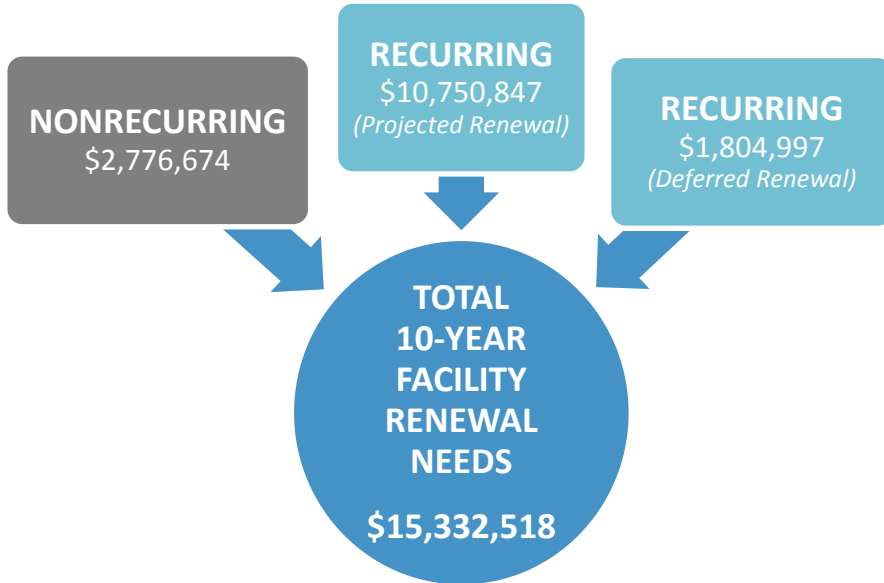 NONRECURRING
$2,776,674
RECURRING
$10,750,847
(Projected Renewal)
RECURRING
$1,804,997
(Deferred Renewal)
TOTAL
10-YEAR
FACILITY
RENEWAL
NEEDS
$15,332,518